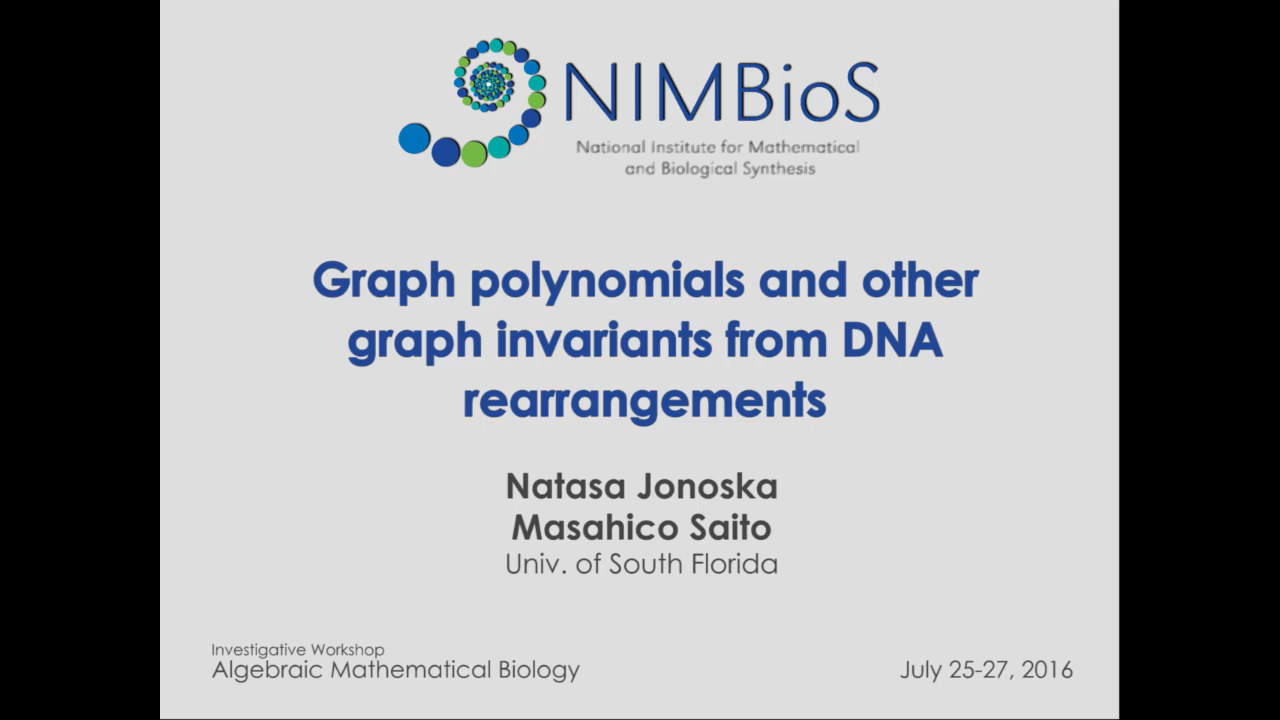 NIMBioS
National Institute for Mathematical
and Biological Synthesis
Graph polynomials and other
graph invariants from DNA
rearrangements
Natasa Jonoska
Masahico Saito
Univ. of South Florida
Investigative Workshop
Algebraic Mathematical Biology
July 25-27, 2016